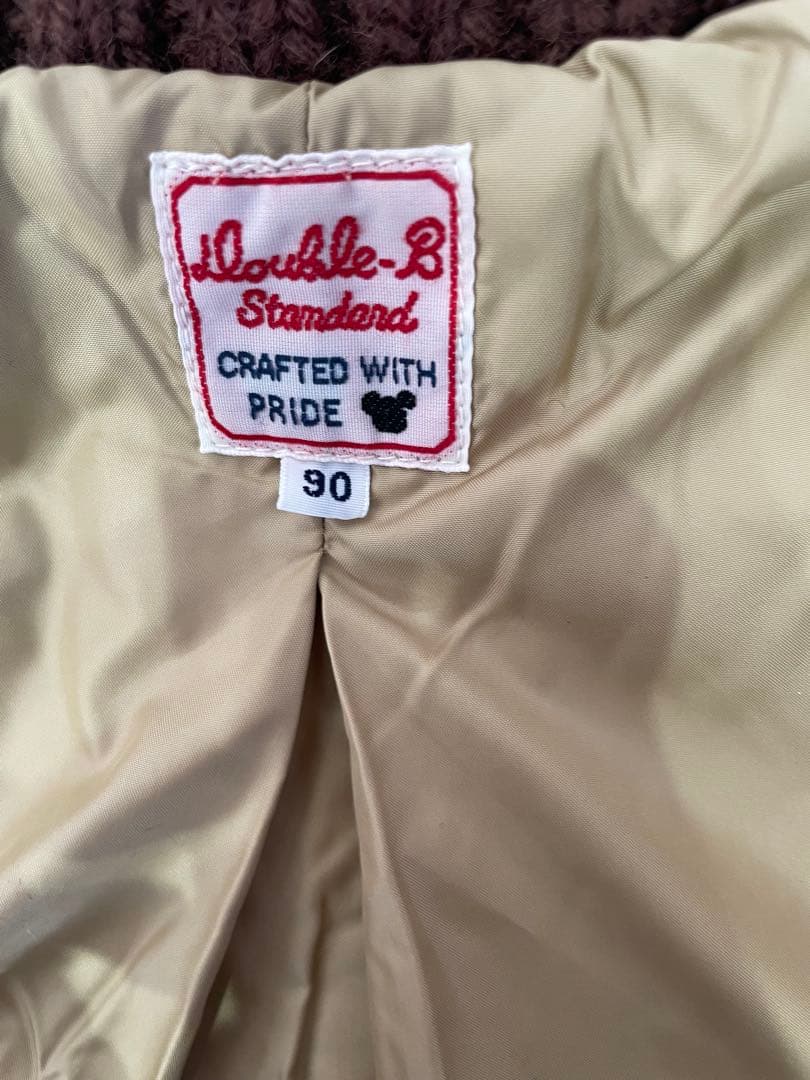 Double-B
Standard
CRAFTED WITH
PRIDE
90